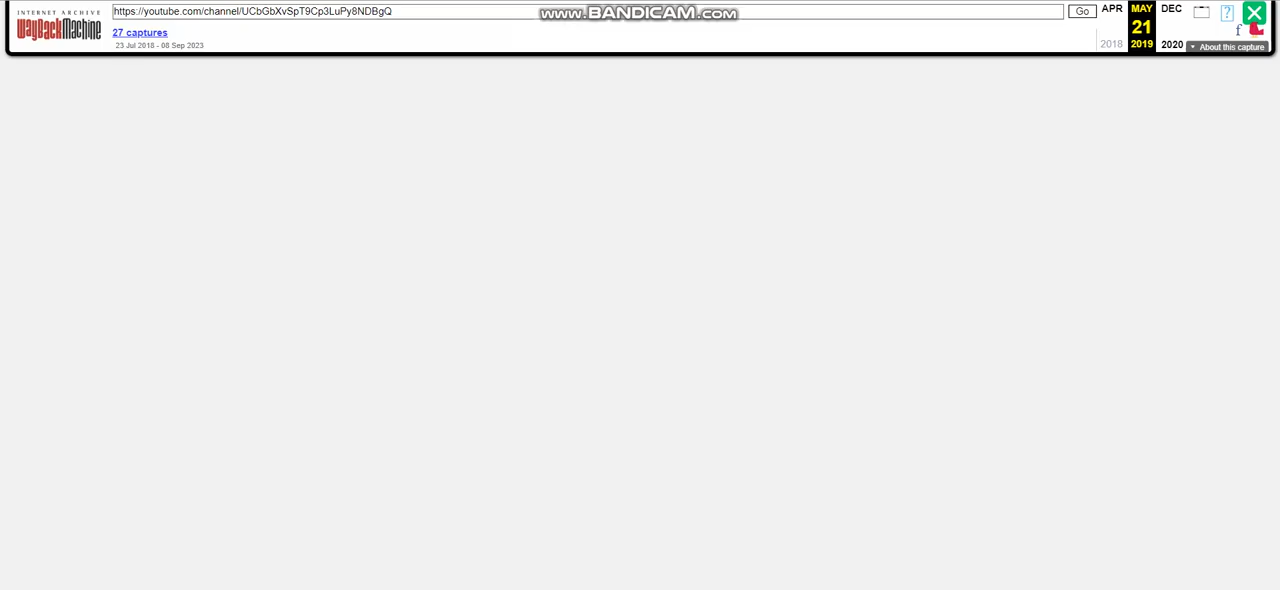 INTERNET ARCHIVE
WayBackMachine
https://youtube.com/channel/UCbGbXvSpT9Cp3LuPy8NDBgQ
www.BANDICAM.com
Go
APR
MAY
DEC
?
27 captures
21
f
23 Jul 2018 - 08 Sep 2023
2018
2019
2020
▼ About this capture